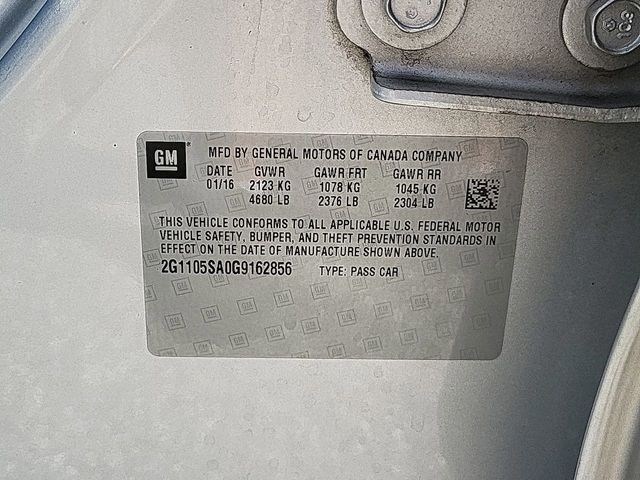 GM MFD BY GENERAL MOTORS OF CANADA COMPANY
DATE GVWR GAWR FRT GAWR RR
01/16 2123 KG 1078 KG 1045 KG
4680 LB 2376 LB 2304 LB
THIS VEHICLE CONFORMS TO ALL APPLICABLE U.S. FEDERAL MOTOR
VEHICLE SAFETY, BUMPER, AND THEFT PREVENTION STANDARDS IN
EFFECT ON THE DATE OF MANUFACTURE SHOWN ABOVE.
2G1105SA0G9162856 TYPE: PASS CAR